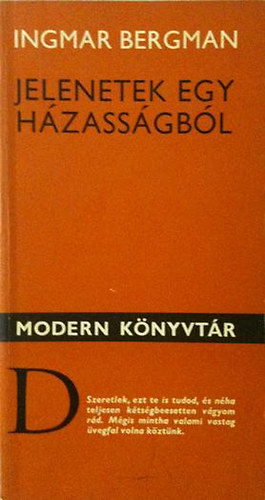 INGMAR BERGMAN
JELENETEK EGY
HÁZASSÁGBÓL
MODERN KÖNYVTÁR
D
Szeretlek, ezt te is tudod, és néha
teljesen kétségbeesetten vágyom
rád. Mégis mintha valami vastag
üvegfal volna köztünk.